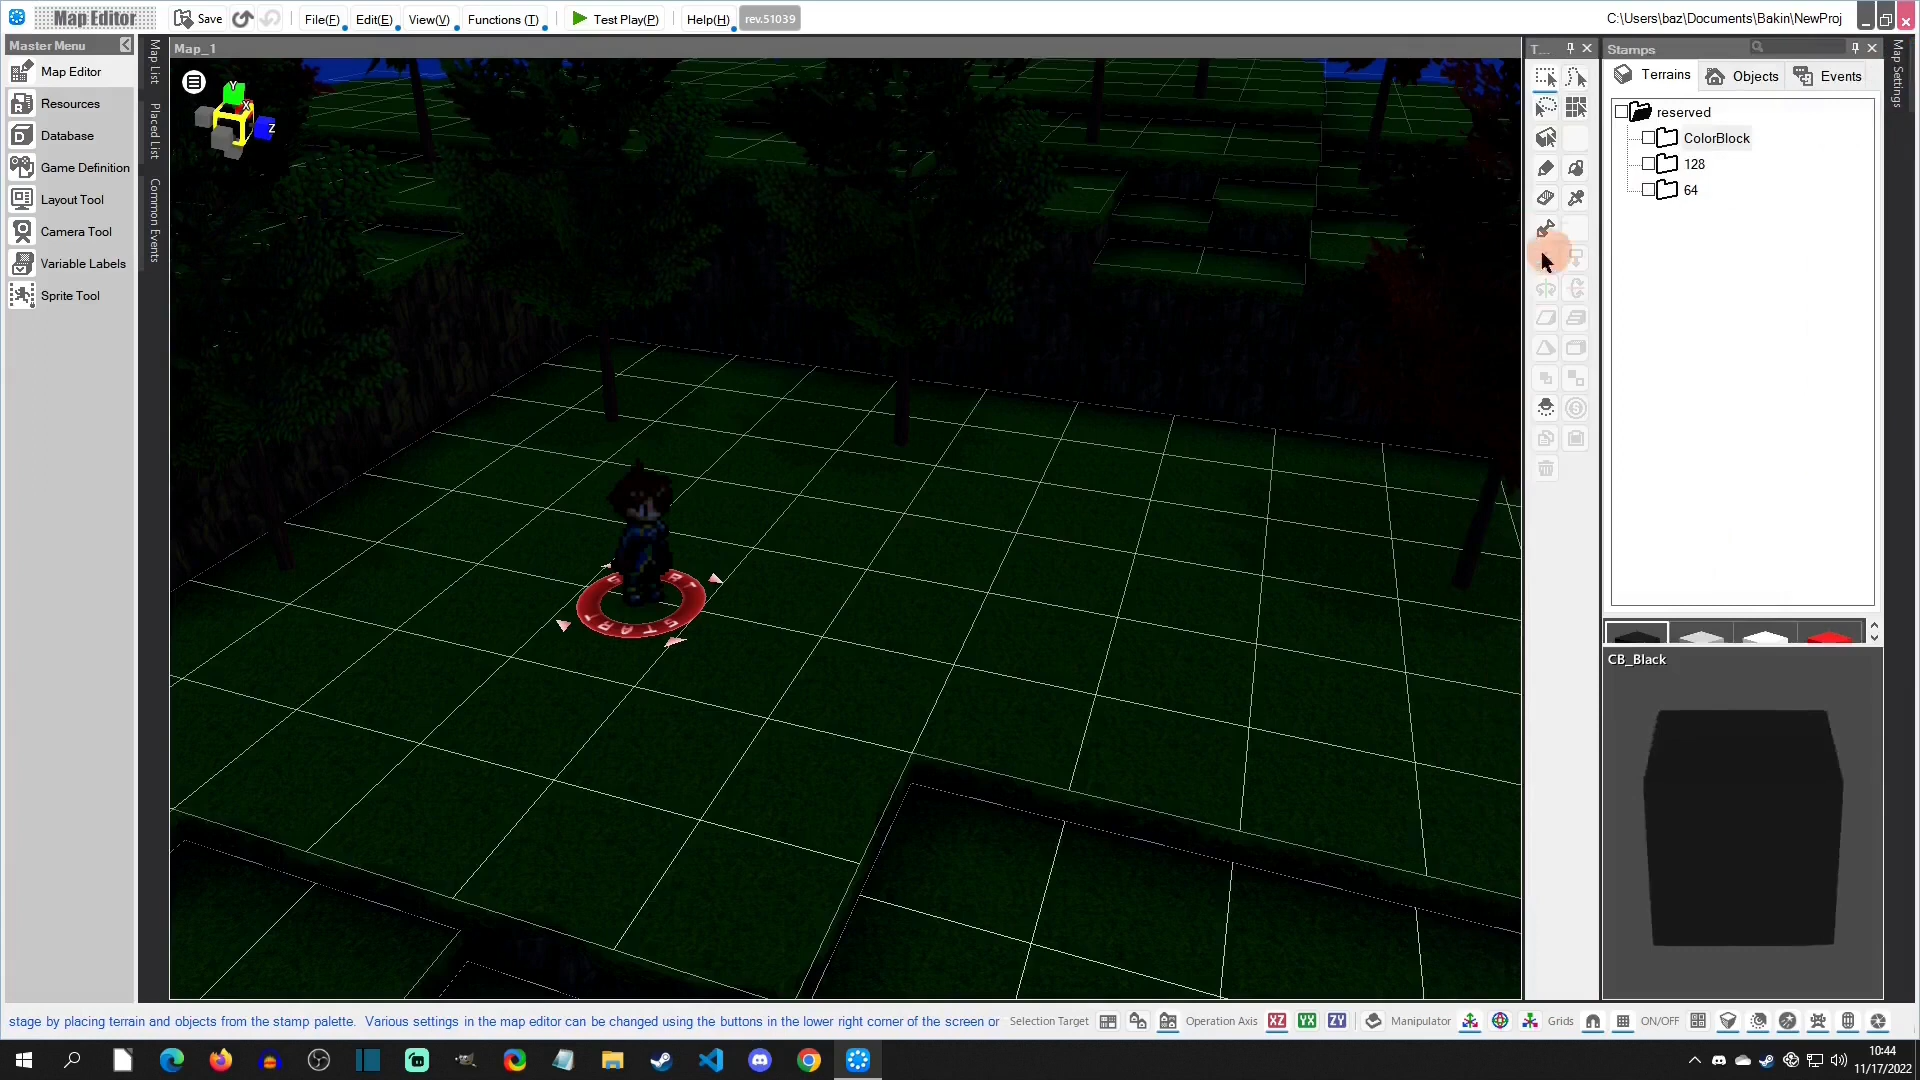 Map Editor
Save
File(F)
Edit(E)
View(V)
Functions (T)
Test Play(P)
Help(H)
rev.51039
C:\Users\baz\Documents\Bakin\NewProj
Master Menu
Map Editor
Resources
Database
Game Definition
Layout Tool
Camera Tool
Variable Labels
Sprite Tool
Map List
Placed List
Common Events
Map_1
Y
X
Z
START
T...
Stamps
Terrains
Objects
Events
reserved
ColorBlock
128
64
CB_Black
Map Settings
stage by placing terrain and objects from the stamp palette.  Various settings in the map editor can be changed using the buttons in the lower right corner of the screen or
Selection Target
Operation Axis
XZ
YX
ZY
Manipulator
Grids
ON/OFF
10:44
11/17/2022